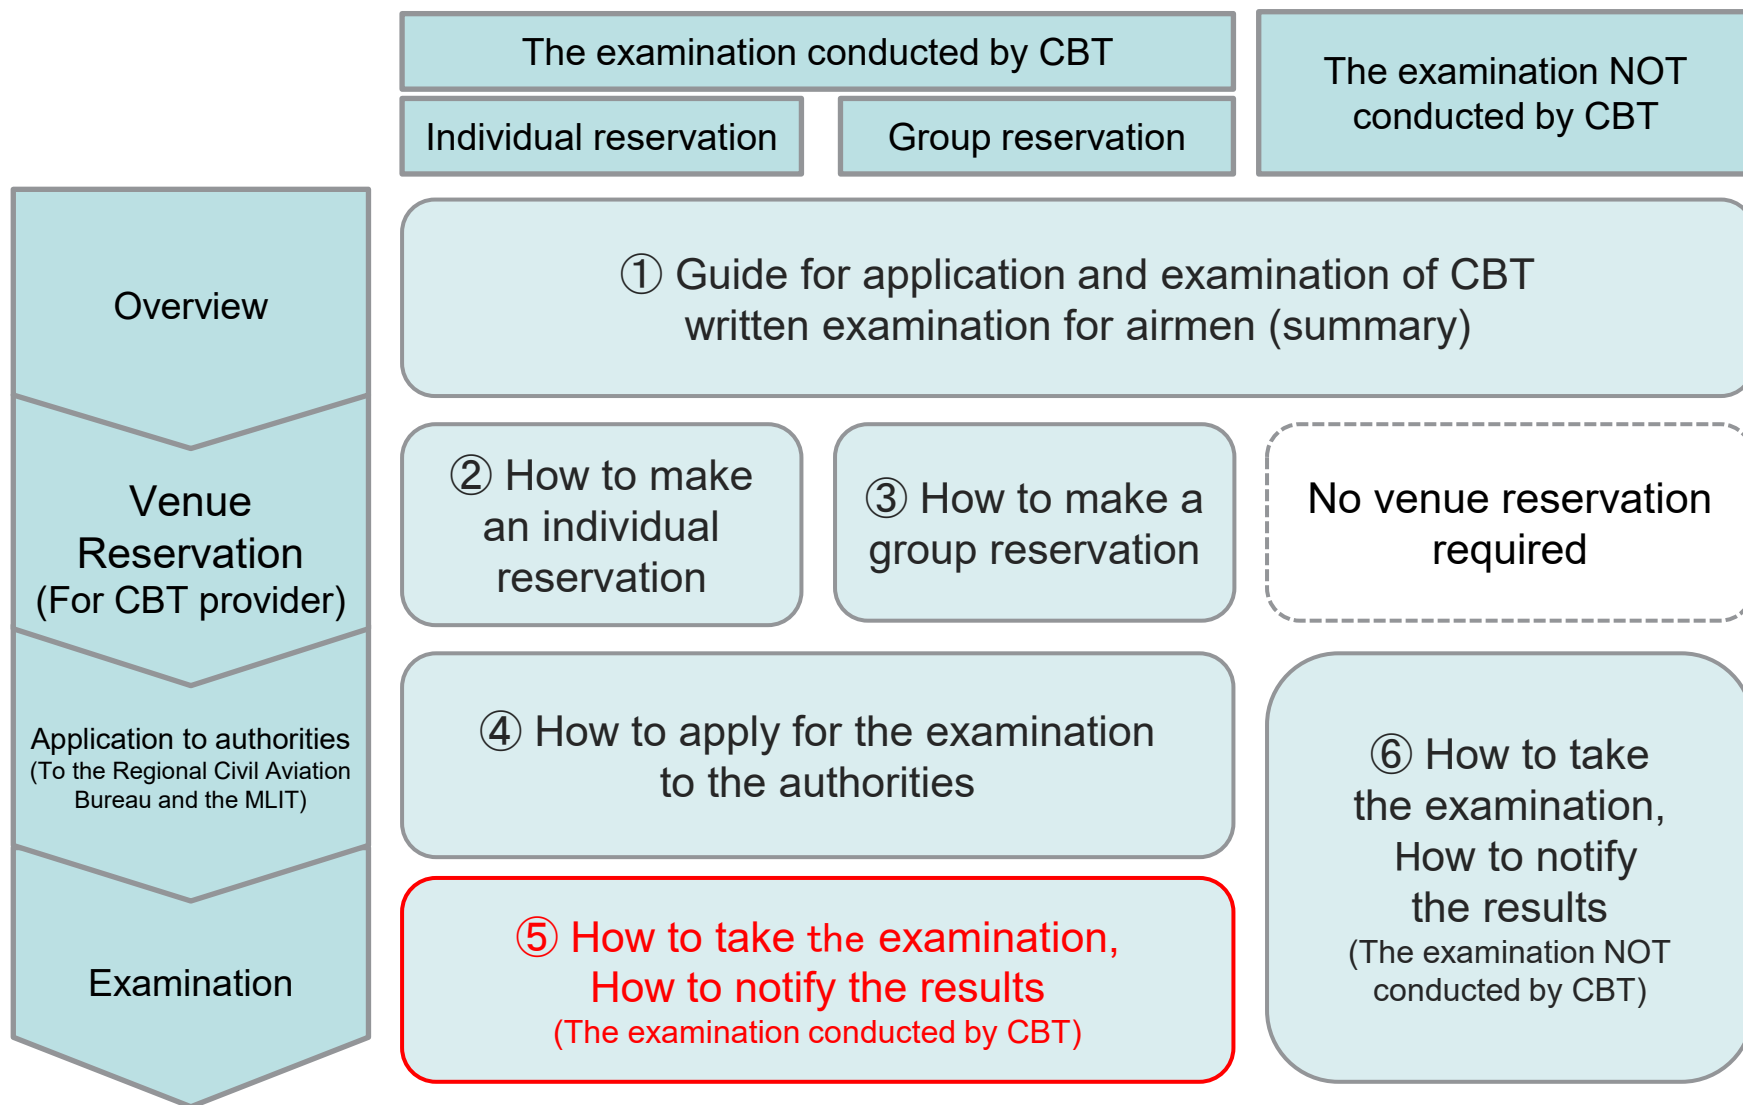 The examination conducted by CBT
The examination NOT
conducted by CBT
Individual reservation
Group reservation
Overview
① Guide for application and examination of CBT
written examination for airmen (summary)
Venue
Reservation
(For CBT provider)
② How to make
an individual
reservation
③ How to make a
group reservation
No venue reservation
required
Application to authorities
(To the Regional Civil Aviation
Bureau and the MLIT)
④ How to apply for the examination
to the authorities
⑥ How to take
the examination,
How to notify
the results
(The examination NOT
conducted by CBT)
Examination
⑤ How to take the examination,
How to notify the results
(The examination conducted by CBT)